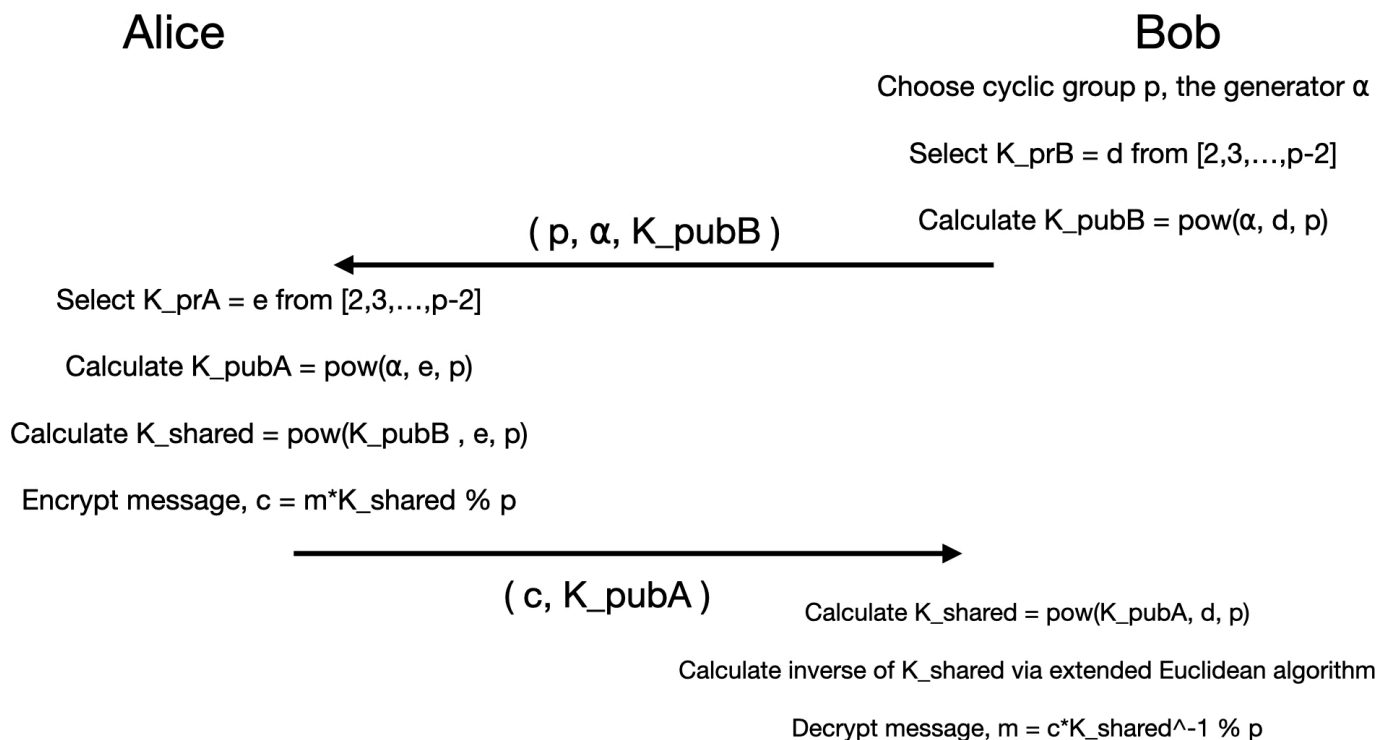 Alice
Bob
Choose cyclic group p, the generator α
Select K_prB = d from [2,3,…,p-2]
Calculate K_pubB = pow(α, d, p)
( p, α, K_pubB )
Select K_prA = e from [2,3,…,p-2]
Calculate K_pubA = pow(α, e, p)
Calculate K_shared = pow(K_pubB , e, p)
Encrypt message, c = m*K_shared % p
( c, K_pubA )
Calculate K_shared = pow(K_pubA, d, p)
Calculate inverse of K_shared via extended Euclidean algorithm
Decrypt message, m = c*K_shared^-1 % p